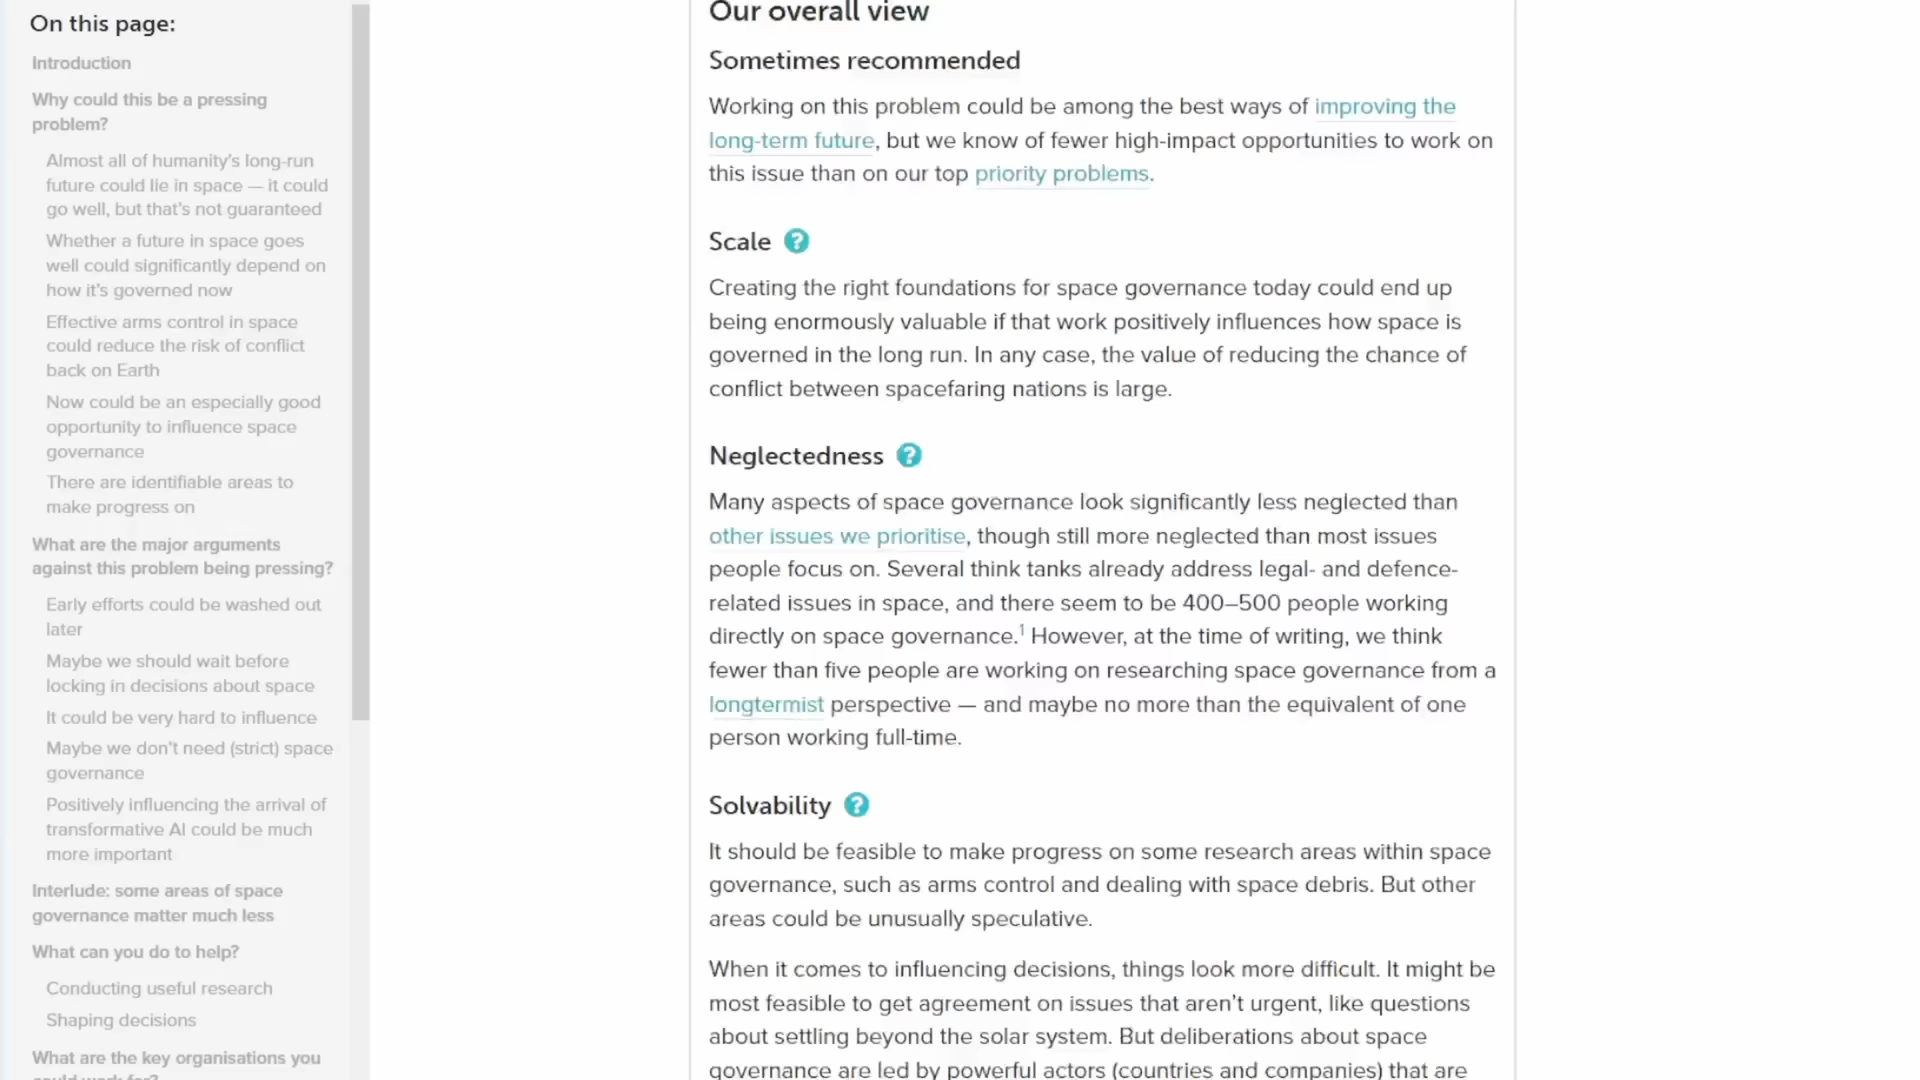 On this page:
Introduction
Why could this be a pressing
problem?
Almost all of humanity's long-run
future could lie in space — it could
go well, but that's not guaranteed
Whether a future in space goes
well could significantly depend on
how it's governed now
Effective arms control in space
could reduce the risk of conflict
back on Earth
Now could be an especially good
opportunity to influence space
governance
There are identifiable areas to
make progress on
What are the major arguments
against this problem being pressing?
Early efforts could be washed out
later
Maybe we should wait before
locking in decisions about space
It could be very hard to influence
Maybe we don't need (strict) space
governance
Positively influencing the arrival of
transformative AI could be much
more important
Interlude: some areas of space
governance matter much less
What can you do to help?
Conducting useful research
Shaping decisions
What are the key organisations you
could work for?
Our overall view
Sometimes recommended
Working on this problem could be among the best ways of improving the
long-term future, but we know of fewer high-impact opportunities to work on
this issue than on our top priority problems.
Scale ?
Creating the right foundations for space governance today could end up
being enormously valuable if that work positively influences how space is
governed in the long run. In any case, the value of reducing the chance of
conflict between spacefaring nations is large.
Neglectedness ?
Many aspects of space governance look significantly less neglected than
other issues we prioritise, though still more neglected than most issues
people focus on. Several think tanks already address legal- and defence-
related issues in space, and there seem to be 400–500 people working
directly on space governance.1 However, at the time of writing, we think
fewer than five people are working on researching space governance from a
longtermist perspective — and maybe no more than the equivalent of one
person working full-time.
Solvability ?
It should be feasible to make progress on some research areas within space
governance, such as arms control and dealing with space debris. But other
areas could be unusually speculative.
When it comes to influencing decisions, things look more difficult. It might be
most feasible to get agreement on issues that aren't urgent, like questions
about settling beyond the solar system. But deliberations about space
governance are led by powerful actors (countries and companies) that are